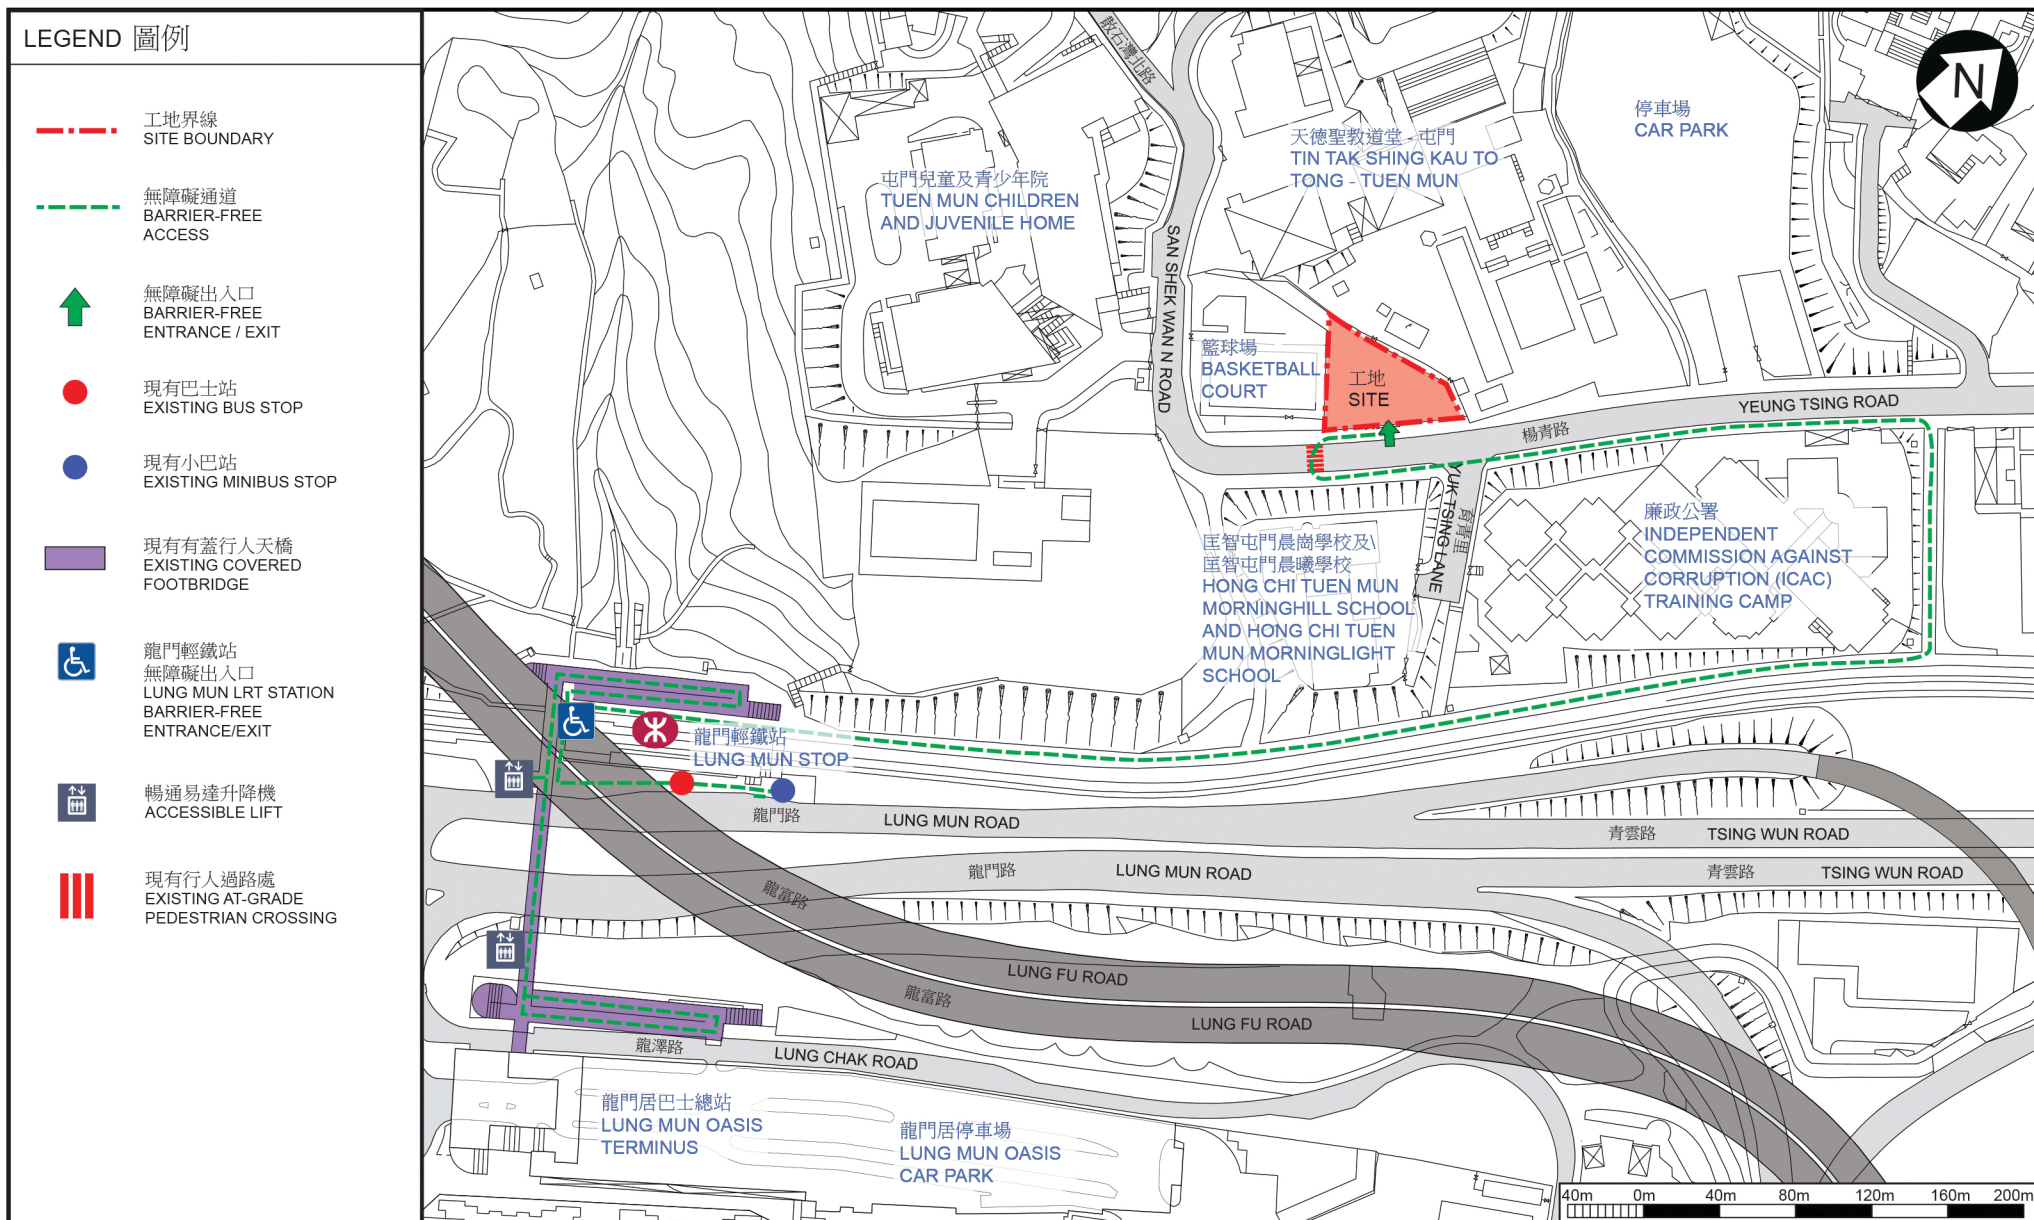 LEGEND 圖例
工地界線
SITE BOUNDARY
無障礙通道
BARRIER-FREE
ACCESS
無障礙出入口
BARRIER-FREE
ENTRANCE / EXIT
現有巴士站
EXISTING BUS STOP
現有小巴站
EXISTING MINIBUS STOP
現有有蓋行人天橋
EXISTING COVERED
FOOTBRIDGE
龍門輕鐵站
無障礙出入口
LUNG MUN LRT STATION
BARRIER-FREE
ENTRANCE/EXIT
暢通易達升降機
ACCESSIBLE LIFT
現有行人過路處
EXISTING AT-GRADE
PEDESTRIAN CROSSING
散石灣北路
N
停車場
CAR PARK
天德聖教道堂 - 屯門
TIN TAK SHING KAU TO
TONG - TUEN MUN
屯門兒童及青少年院
TUEN MUN CHILDREN
AND JUVENILE HOME
SAN SHEK WAN N ROAD
籃球場
BASKETBALL
COURT
工地
SITE
YEUNG TSING ROAD
楊青路
YUK TSING LANE
育青里
廉政公署
INDEPENDENT
COMMISSION AGAINST
CORRUPTION (ICAC)
TRAINING CAMP
匡智屯門晨崗學校及\
匡智屯門晨曦學校
HONG CHI TUEN MUN
MORNINGHILL SCHOOL
AND HONG CHI TUEN
MUN MORNINGLIGHT
SCHOOL
龍門輕鐵站
LUNG MUN STOP
龍門路
LUNG MUN ROAD
青雲路
TSING WUN ROAD
龍門路
LUNG MUN ROAD
青雲路
TSING WUN ROAD
龍富路
LUNG FU ROAD
龍富路
LUNG FU ROAD
龍澤路
LUNG CHAK ROAD
龍門居巴士總站
LUNG MUN OASIS
TERMINUS
龍門居停車場
LUNG MUN OASIS
CAR PARK
40m 0m 40m 80m 120m 160m 200m